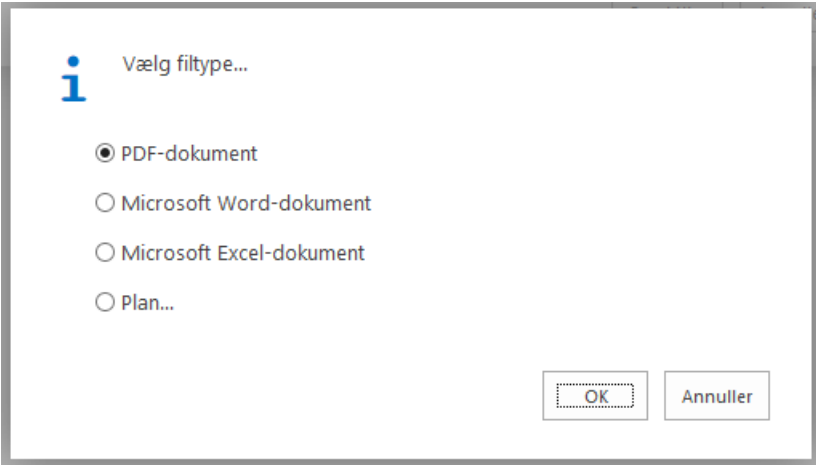 Vælg filtype...
PDF-dokument
Microsoft Word-dokument
Microsoft Excel-dokument
Plan...
OK
Annuller